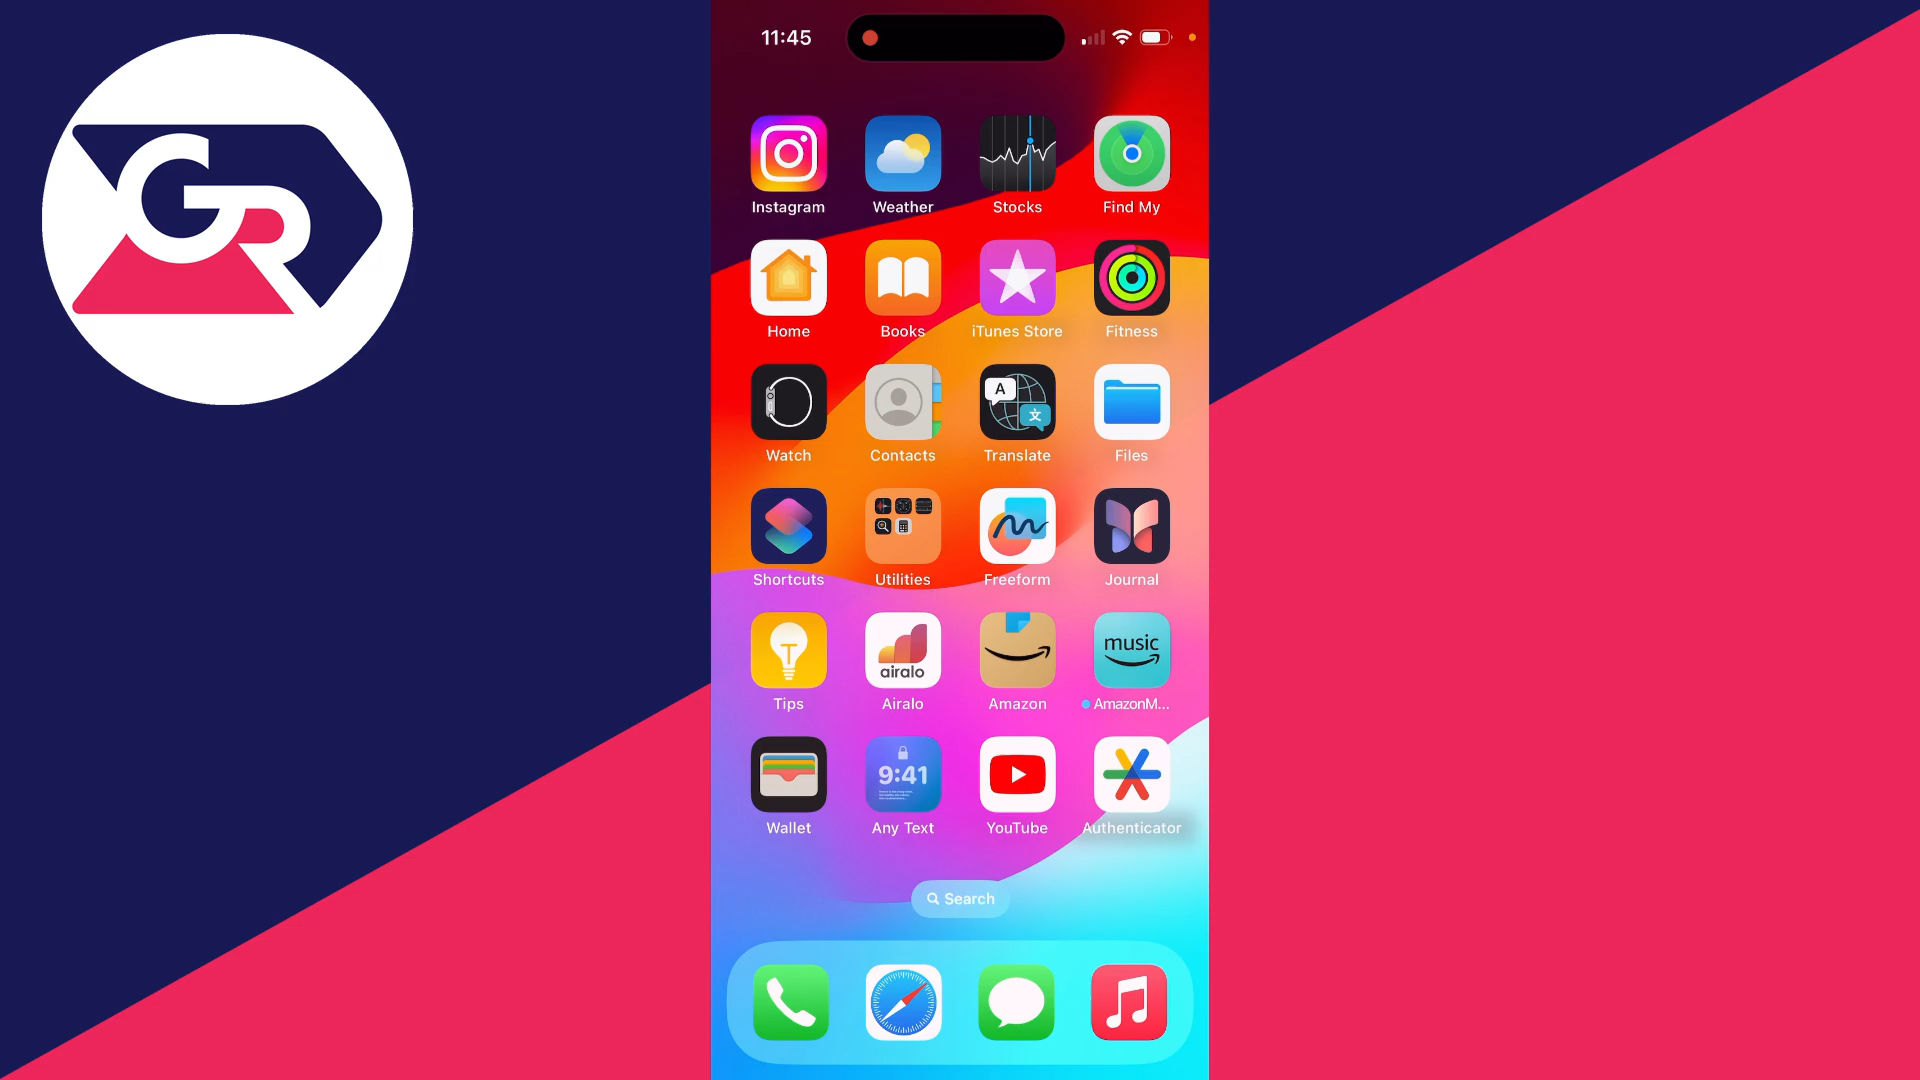 GR
11:45
Instagram
Weather
Stocks
Find My
Home
Books
iTunes Store
Fitness
A
文
Watch
Contacts
Translate
Files
Shortcuts
Utilities
Freeform
Journal
T
airalo
music
Tips
Airalo
Amazon
AmazonM...
9:41
Wallet
Any Text
YouTube
Authenticator
Search